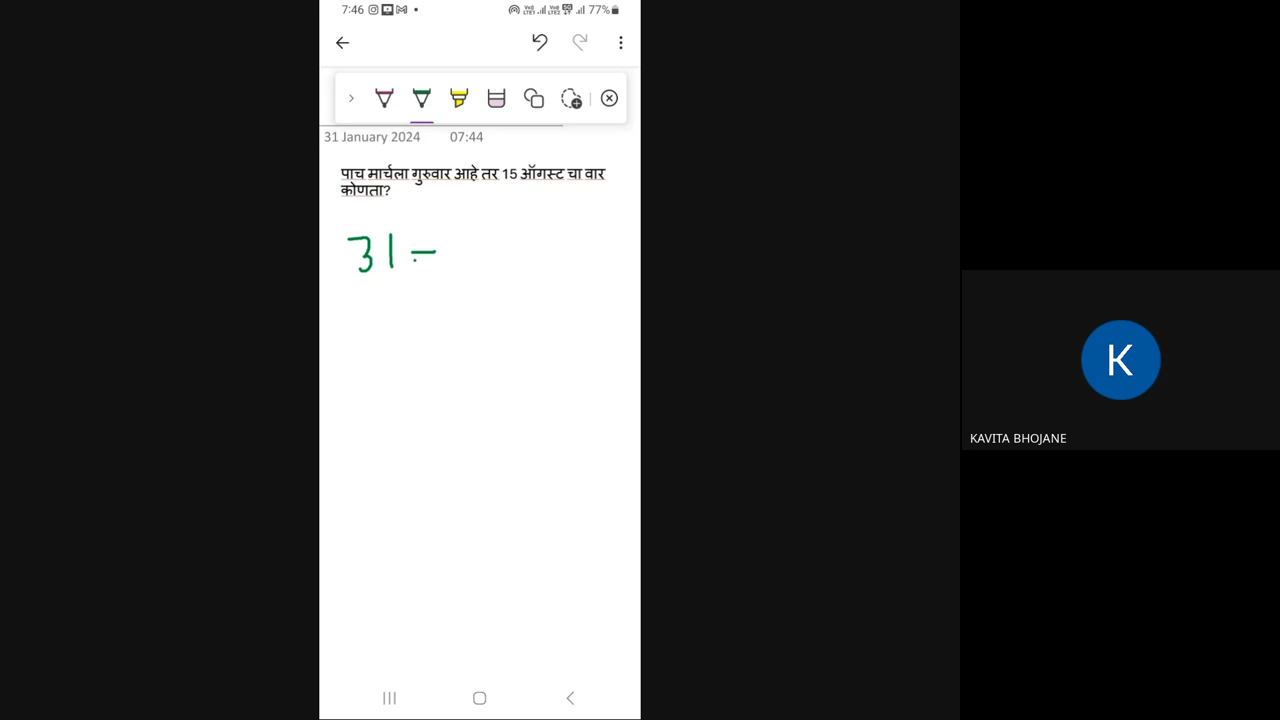 7:46 77%
31 January 2024 07:44
पाच मार्चला गुरुवार आहे तर 15 ऑगस्ट चा वार
कोणता?
31 –
K
KAVITA BHOJANE